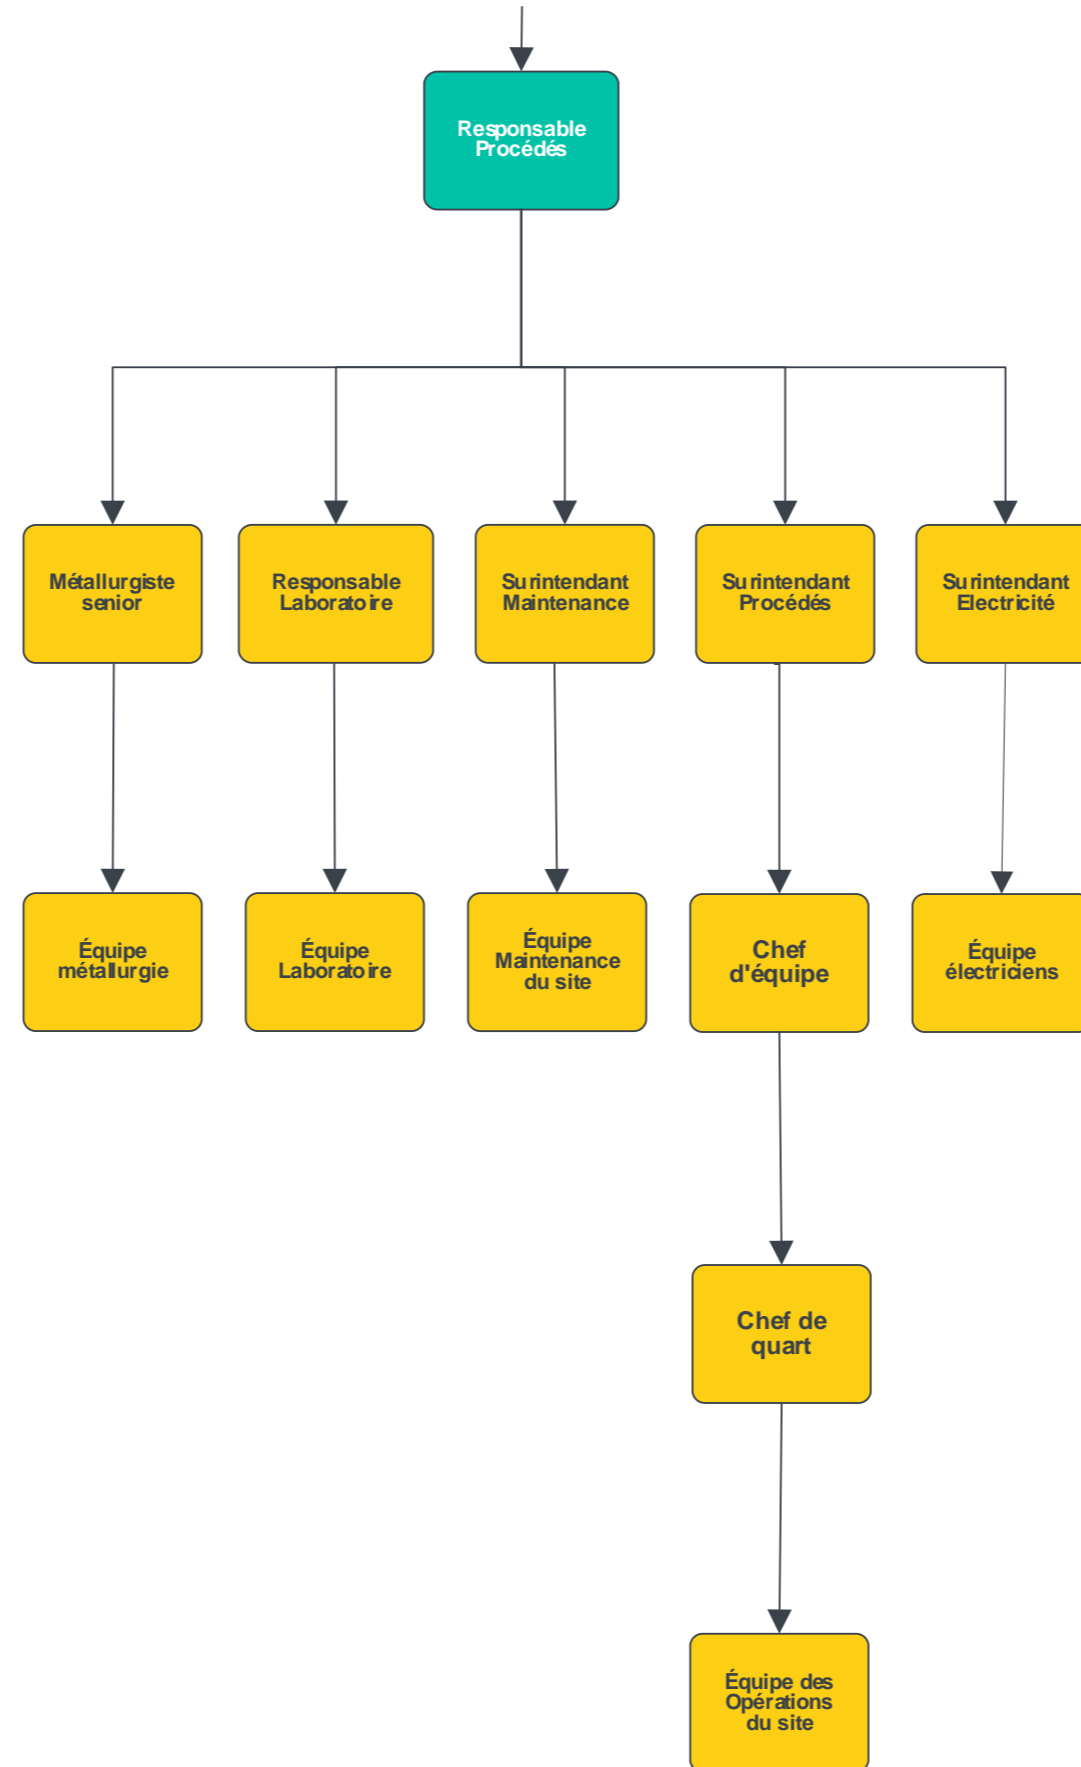 Responsable
Procédés
Métallurgiste
senior
Responsable
Laboratoire
Surintendant
Maintenance
Surintendant
Procédés
Surintendant
Electricité
Équipe
métallurgie
Équipe
Laboratoire
Équipe
Maintenance
du site
Chef
d'équipe
Équipe
électriciens
Chef de
quart
Équipe des
Opérations
du site